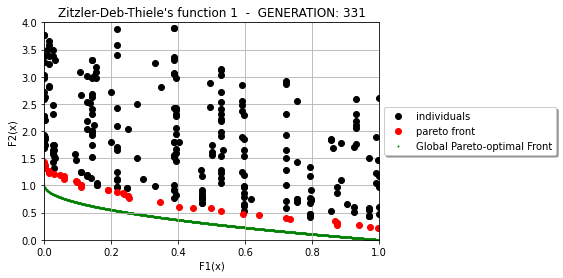 Zitzler-Deb-Thiele's function 1 - GENERATION: 331
4.0
3.5
3.0
2.5
2.0
1.5
1.0
0.5
0.0
F2(x)
0.0 0.2 0.4 0.6 0.8 1.0
F1(x)
individuals
pareto front
Global Pareto-optimal Front